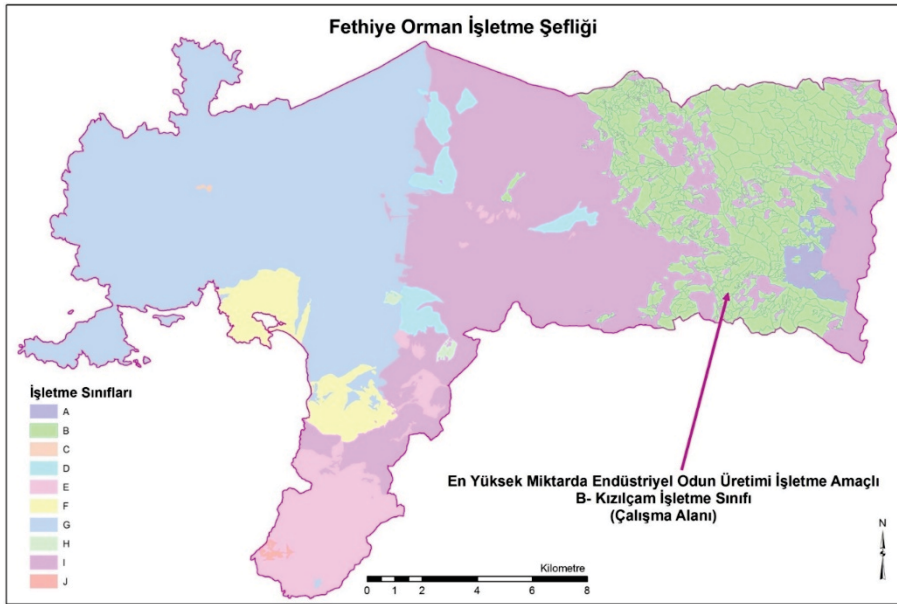 Fethiye Orman İşletme Şefliği
İşletme Sınıfları
A
B
C
D
E
F
G
H
I
J
En Yüksek Miktarda Endüstriyel Odun Üretimi İşletme Amaçlı
B- Kızılçam İşletme Sınıfı
(Çalışma Alanı)
N
Kilometre
0 1 2 4 6 8